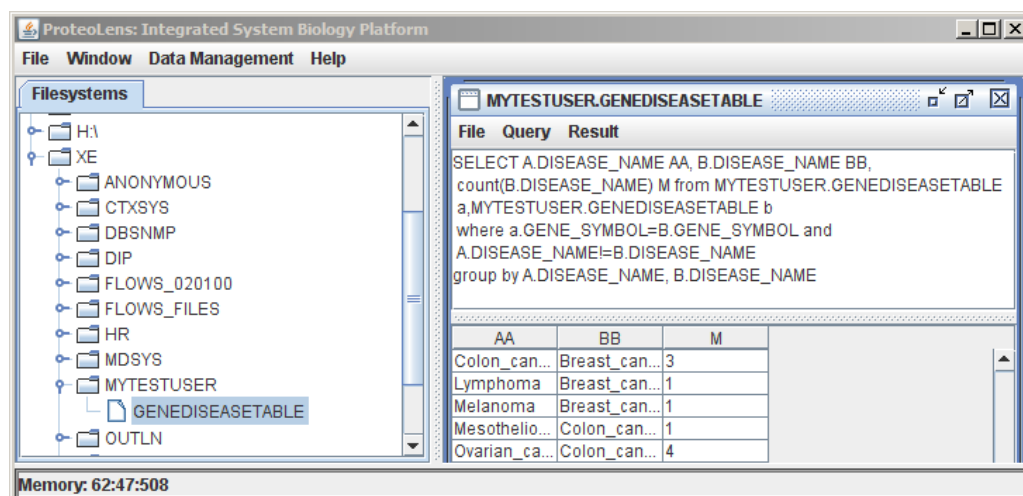 ProteoLens: Integrated System Biology Platform
File Window Data Management Help
Filesystems
H:\
XE
ANONYMOUS
CTXSYS
DBSNMP
DIP
FLOWS_020100
FLOWS_FILES
HR
MDSYS
MYTESTUSER
GENEDISEASETABLE
OUTLN
MYTESTUSER.GENEDISEASETABLE
File Query Result
SELECT A.DISEASE_NAME AA, B.DISEASE_NAME BB,
count(B.DISEASE_NAME) M from MYTESTUSER.GENEDISEASETABLE
a,MYTESTUSER.GENEDISEASETABLE b
where a.GENE_SYMBOL=B.GENE_SYMBOL and
A.DISEASE_NAME!=B.DISEASE_NAME
group by A.DISEASE_NAME, B.DISEASE_NAME
AA BB M
Colon_can... Breast_can... 3
Lymphoma Breast_can... 1
Melanoma Breast_can... 1
Mesothelio... Colon_can... 1
Ovarian_ca... Colon_can... 4
Memory: 62:47:508